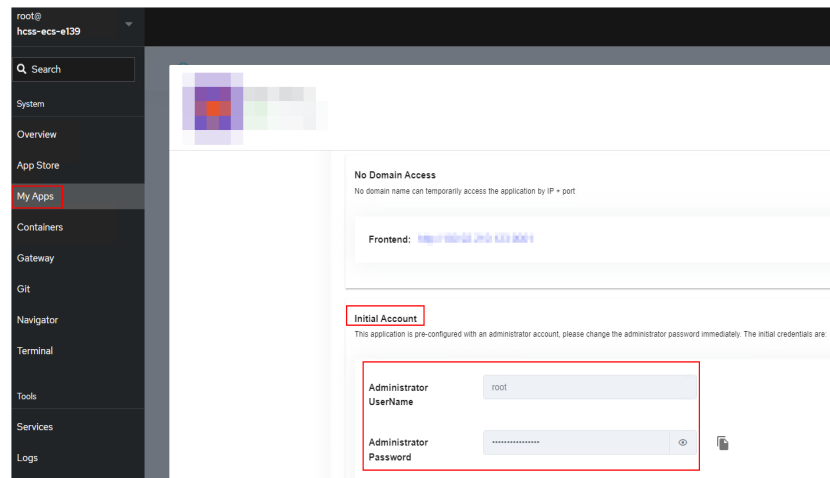 root@
hcss-ecs-e139
Search
System
Overview
App Store
My Apps
Containers
Gateway
Git
Navigator
Terminal
Tools
Services
Logs
No Domain Access
No domain name can temporarily access the application by IP + port
Frontend:
Initial Account
This application is pre-configured with an administrator account, please change the administrator password immediately. The initial credentials are:
Administrator
UserName
root
Administrator
Password